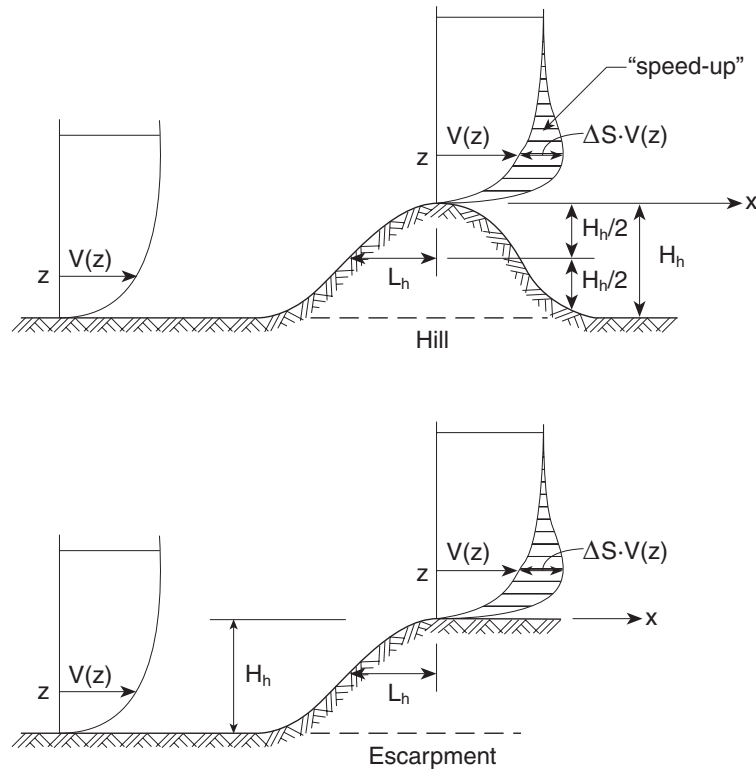 "speed-up"
V(z)
ΔS·V(z)
z
x
V(z)
H_h/2
H_h
z
L_h
H_h/2
Hill
V(z)
ΔS·V(z)
z
x
V(z)
H_h
z
L_h
Escarpment